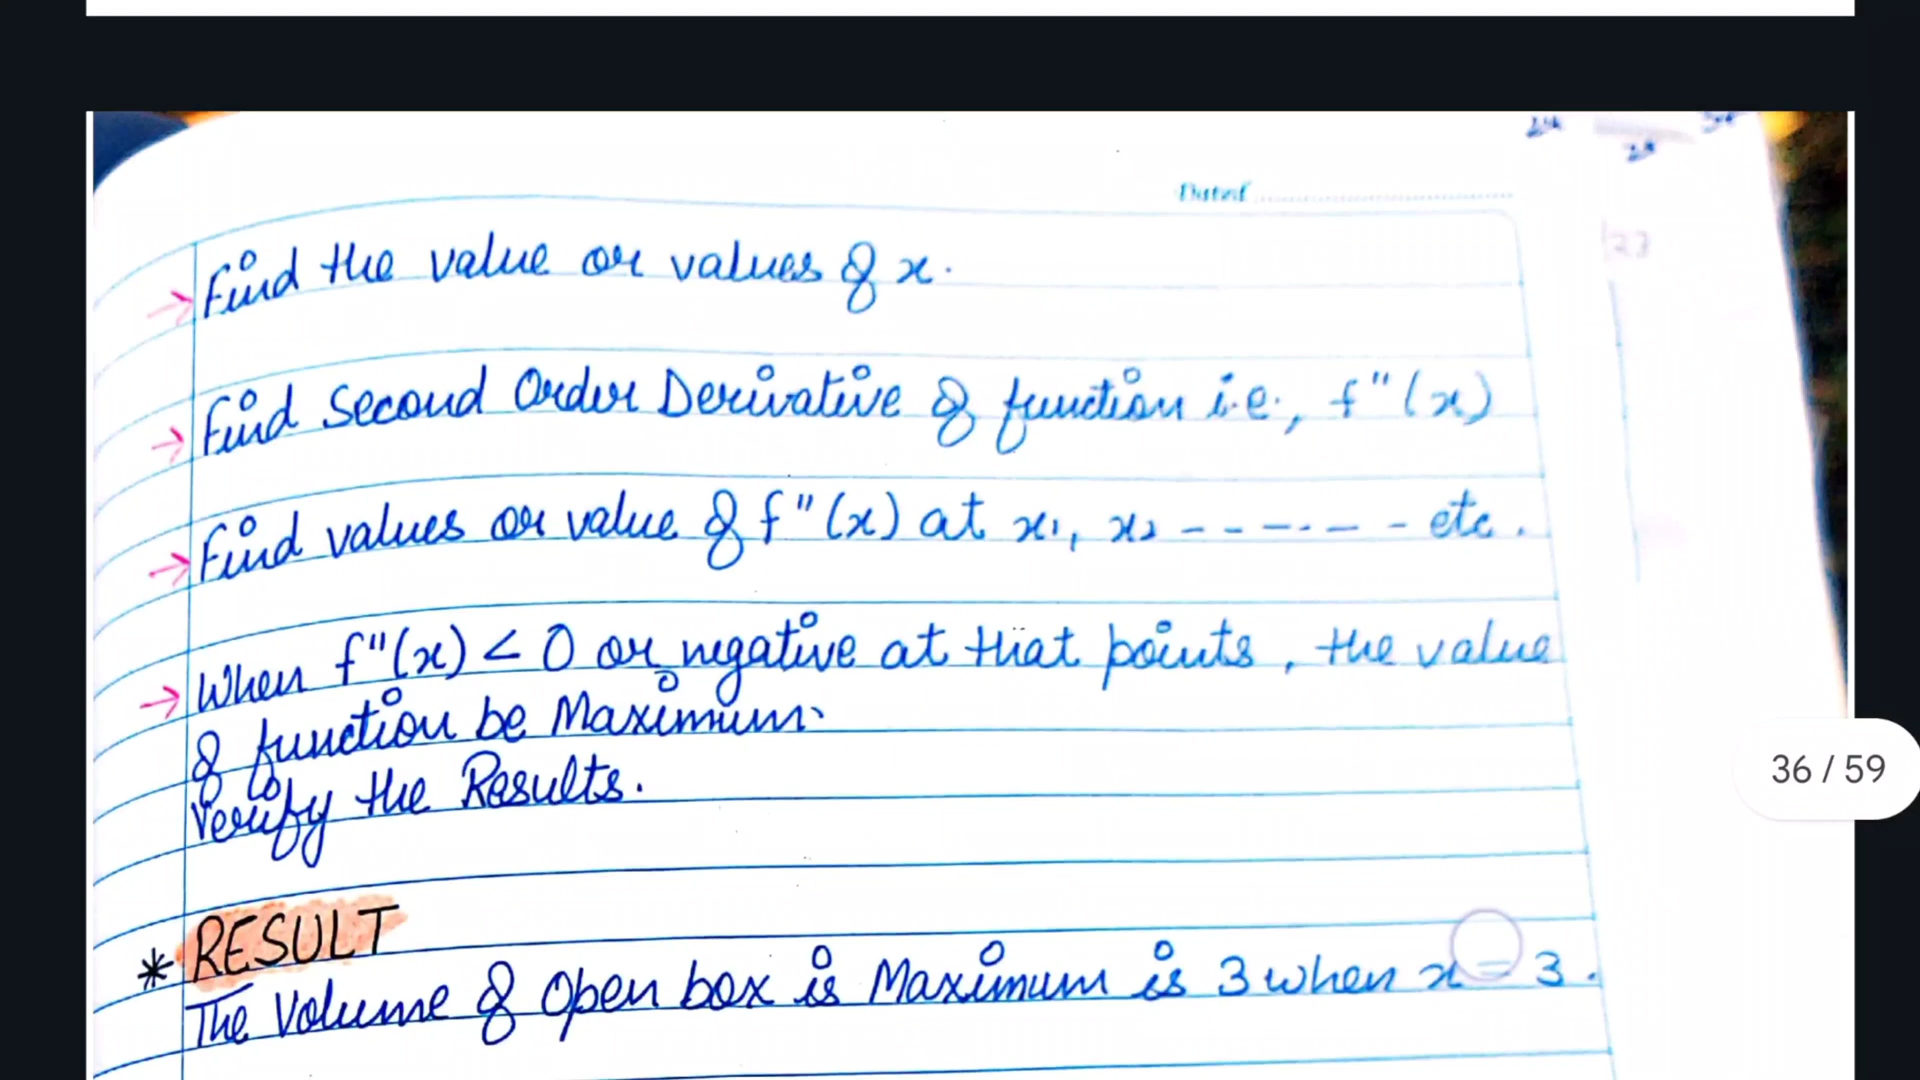 Dated
→ Find the value or values of x.
→ Find Second Order Derivative of function i.e., f"(x)
→ Find values or value of f"(x) at x₁, x₂ - - - - - - - etc.
→ When f"(x) < 0 or negative at that points, the value
of function be Maximum.
Verify the Results.
* RESULT
The Volume of Open box is Maximum is 3 when x = 3.
36 / 59